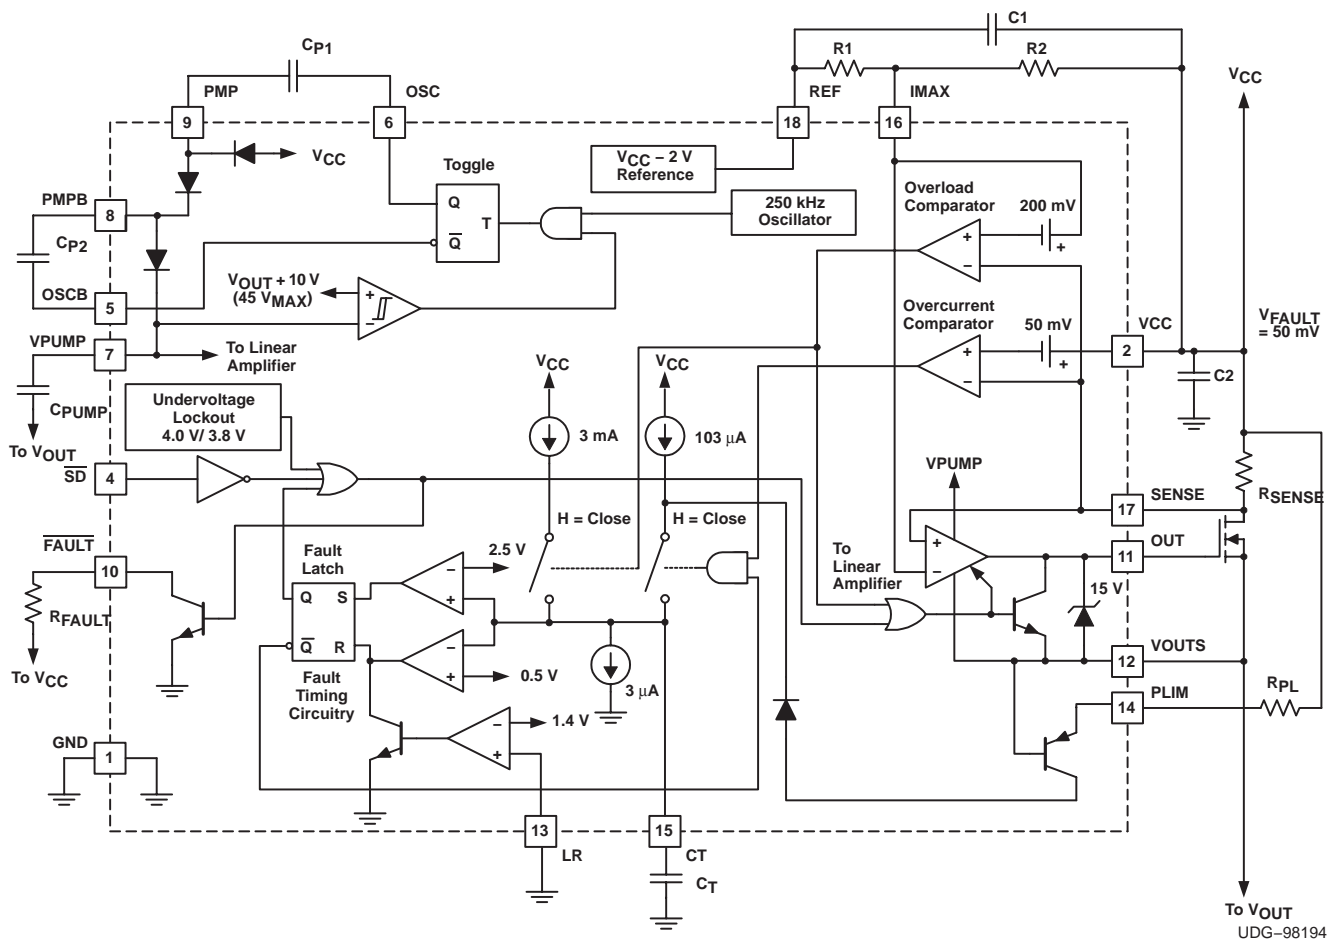 C1
CP1
R1
R2
PMP
OSC
REF
IMAX
VCC
9
6
18
16
VCC
Toggle
VCC – 2 V
Reference
PMPB
8
Q
T
Q
250 kHz
Oscillator
Overload
Comparator
200 mV
+
+
–
CP2
OSCB
5
VOUT + 10 V
(45 VMAX)
+
–
VPUMP
7
To Linear
Amplifier
Overcurrent
Comparator
50 mV
+
+
–
VCC
2
VFAULT
= 50 mV
C2
CPUMP
To VOUT
Undervoltage
Lockout
4.0 V/ 3.8 V
VCC
VCC
3 mA
103 μA
SD
4
VPUMP
SENSE
17
RSENSE
FAULT
10
H = Close
H = Close
To
Linear
Amplifier
+
–
OUT
11
Fault
Latch
2.5 V
–
+
Q
S
Q
R
15 V
RFAULT
To VCC
–
+
0.5 V
3 μA
VOUTS
12
Fault
Timing
Circuitry
PLIM
14
RPL
1.4 V
–
+
GND
1
13
15
LR
CT
CT
To VOUT
UDG–98194